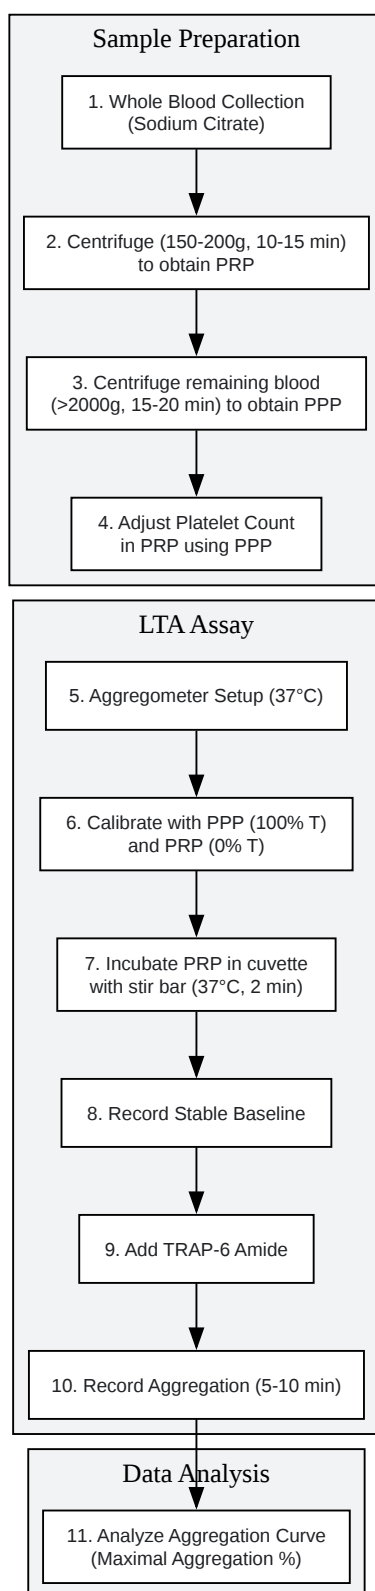 Sample Preparation
1. Whole Blood Collection
(Sodium Citrate)
2. Centrifuge (150-200g, 10-15 min)
to obtain PRP
3. Centrifuge remaining blood
(>2000g, 15-20 min) to obtain PPP
4. Adjust Platelet Count
in PRP using PPP
LTA Assay
5. Aggregometer Setup (37°C)
6. Calibrate with PPP (100% T)
and PRP (0% T)
7. Incubate PRP in cuvette
with stir bar (37°C, 2 min)
8. Record Stable Baseline
9. Add TRAP-6 Amide
10. Record Aggregation (5-10 min)
Data Analysis
11. Analyze Aggregation Curve
(Maximal Aggregation %)